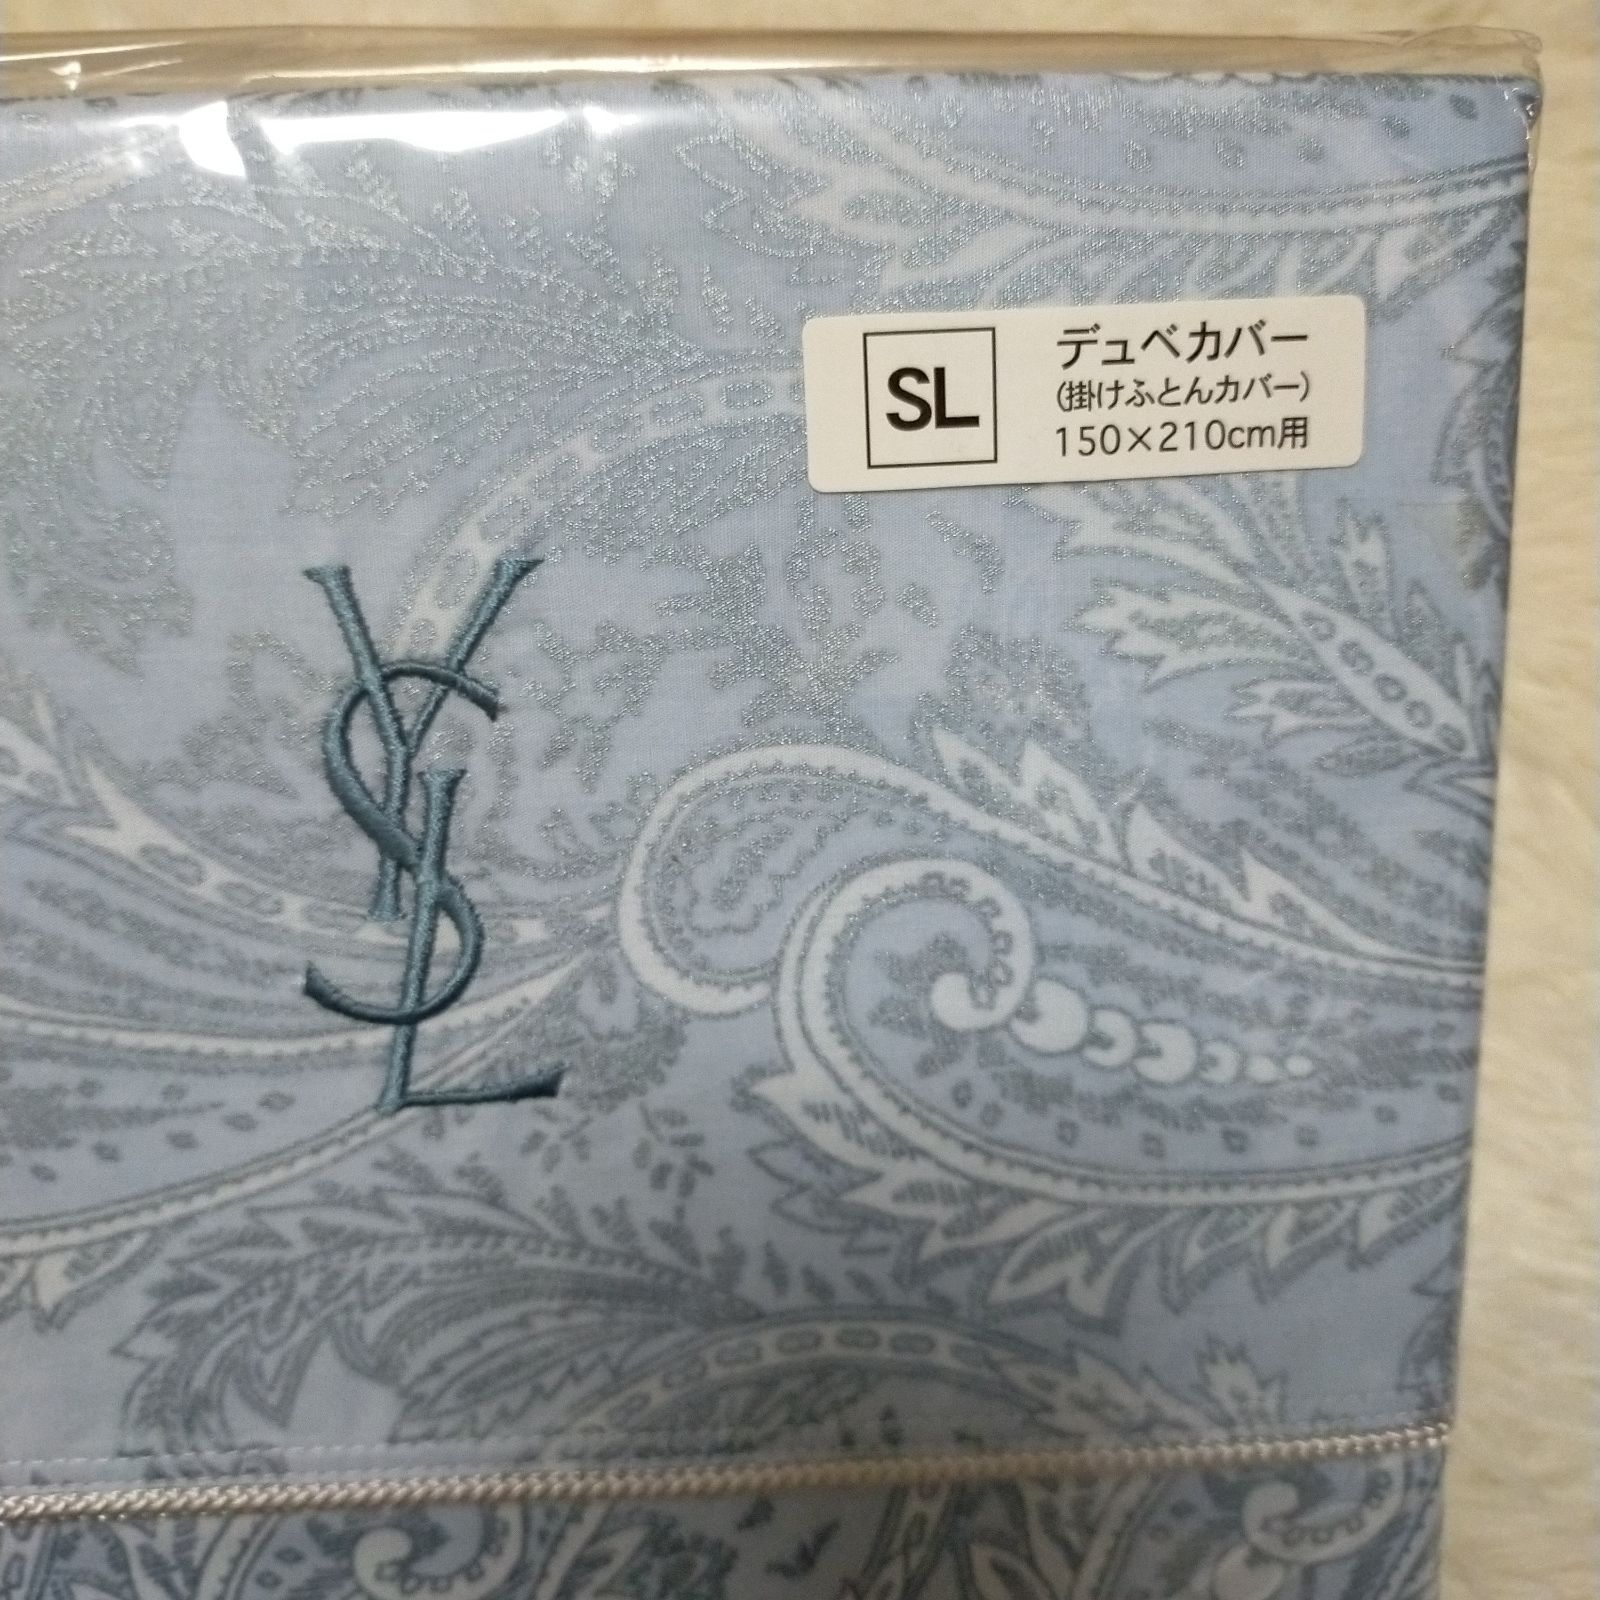 SL
デュベカバー
(掛けふとんカバー)
150×210cm用
YSL